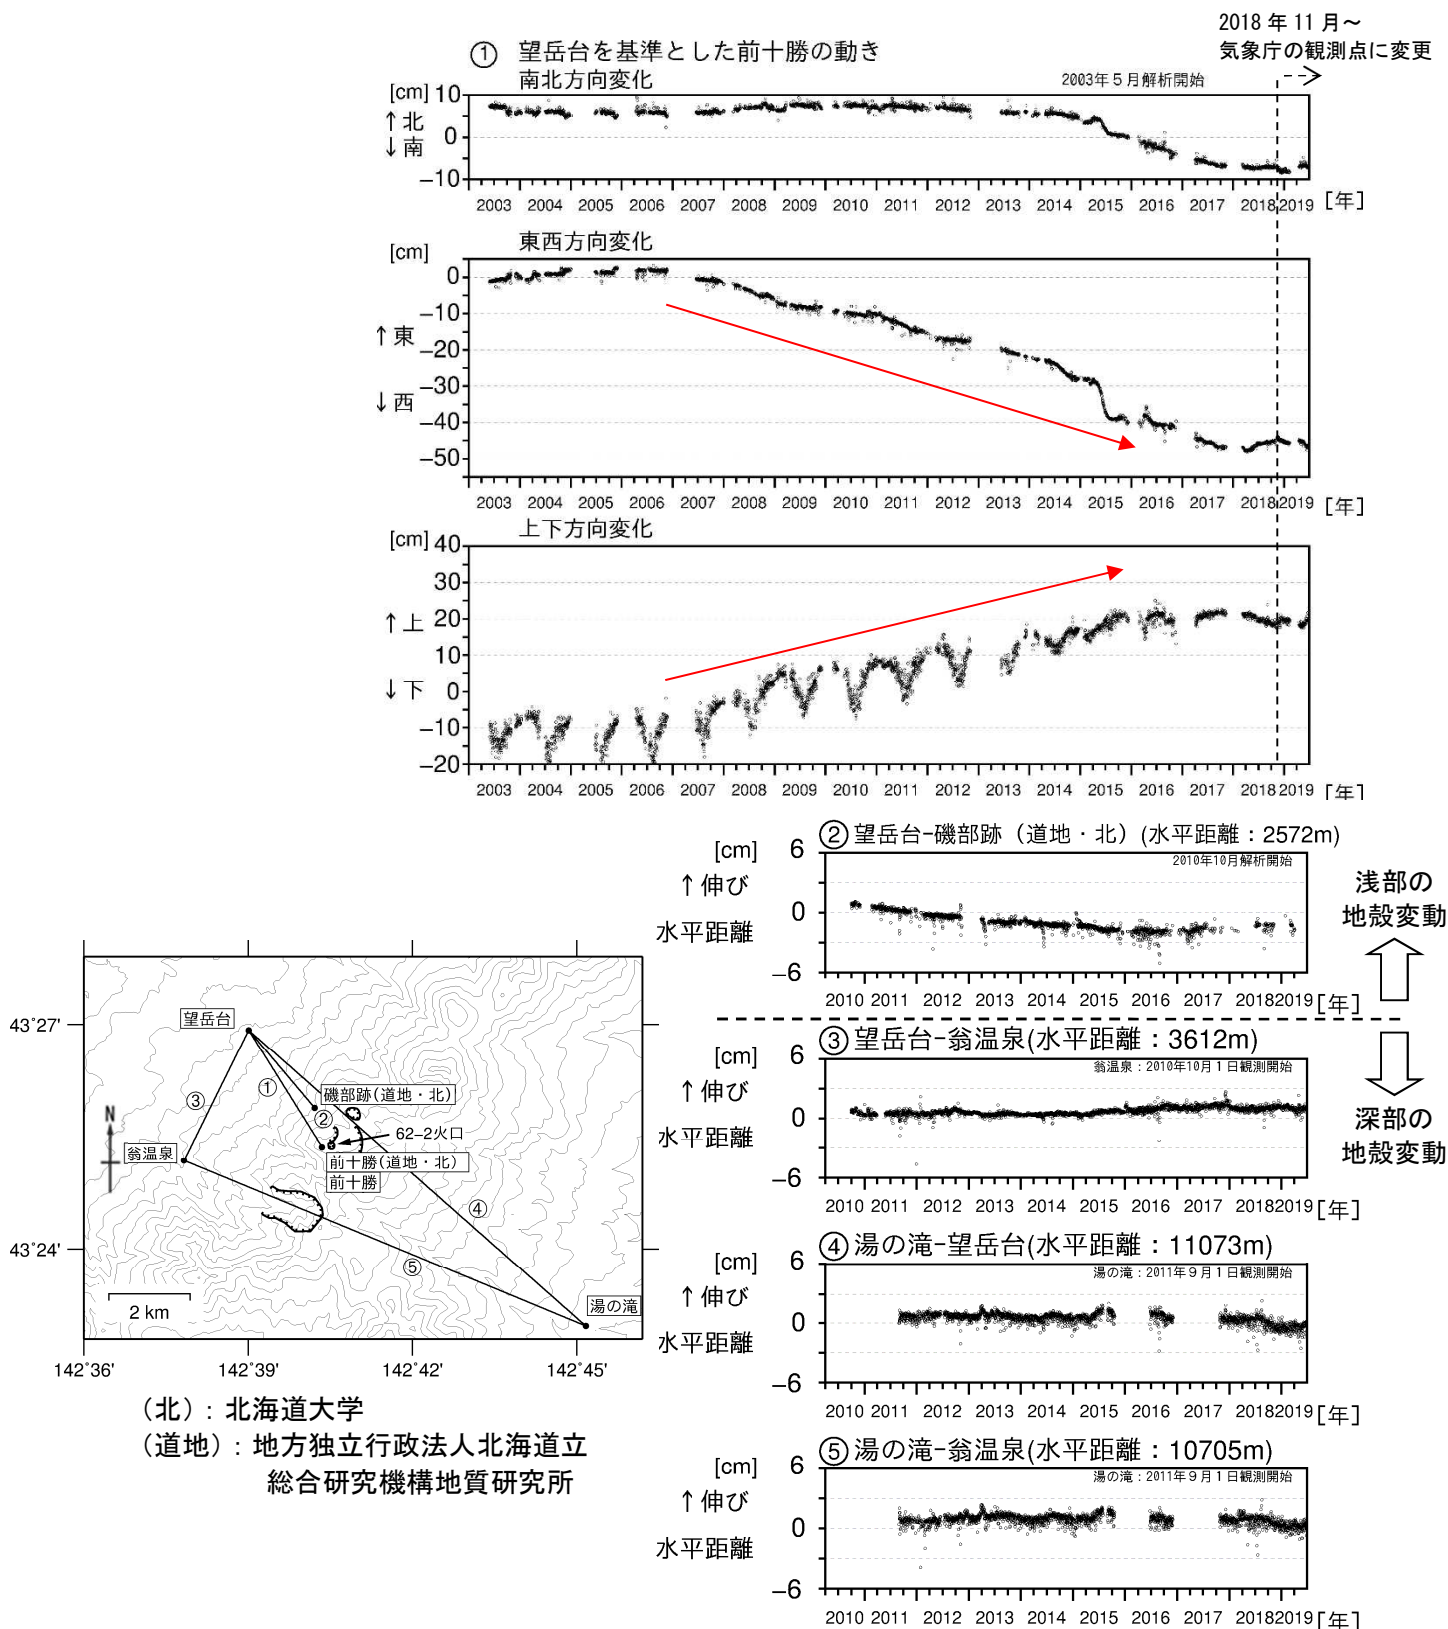 2018 年 11 月～
気象庁の観測点に変更
① 望岳台を基準とした前十勝の動き
南北方向変化
2003年５月解析開始
[cm]
10
↑北
0
↓南
−10
2003 2004 2005 2006 2007 2008 2009 2010 2011 2012 2013 2014 2015 2016 2017 2018 2019 [年]
東西方向変化
[cm]
0
−10
↑東
−20
−30
↓西
−40
−50
2003 2004 2005 2006 2007 2008 2009 2010 2011 2012 2013 2014 2015 2016 2017 2018 2019 [年]
上下方向変化
[cm]
40
30
20
↑上
10
0
↓下
−10
−20
2003 2004 2005 2006 2007 2008 2009 2010 2011 2012 2013 2014 2015 2016 2017 2018 2019 [年]
② 望岳台−磯部跡（道地・北）(水平距離：2572m)
2010年10月解析開始
[cm]
6
↑伸び
0
水平距離
−6
2010 2011 2012 2013 2014 2015 2016 2017 2018 2019 [年]
浅部の
地殻変動
③ 望岳台−翁温泉(水平距離：3612m)
翁温泉：2010年10月１日観測開始
[cm]
6
↑伸び
0
水平距離
−6
2010 2011 2012 2013 2014 2015 2016 2017 2018 2019 [年]
深部の
地殻変動
④ 湯の滝−望岳台(水平距離：11073m)
湯の滝：2011年９月１日観測開始
[cm]
6
↑伸び
0
水平距離
−6
2010 2011 2012 2013 2014 2015 2016 2017 2018 2019 [年]
⑤ 湯の滝−翁温泉(水平距離：10705m)
湯の滝：2011年９月１日観測開始
[cm]
6
↑伸び
0
水平距離
−6
2010 2011 2012 2013 2014 2015 2016 2017 2018 2019 [年]
43˚27'
43˚24'
望岳台
①
③
磯部跡(道地・北)
②
N
62−2火口
翁温泉
前十勝(道地・北)
前十勝
④
⑤
湯の滝
2 km
142˚36' 142˚39' 142˚42' 142˚45'
（北）：北海道大学
（道地）：地方独立行政法人北海道立
総合研究機構地質研究所